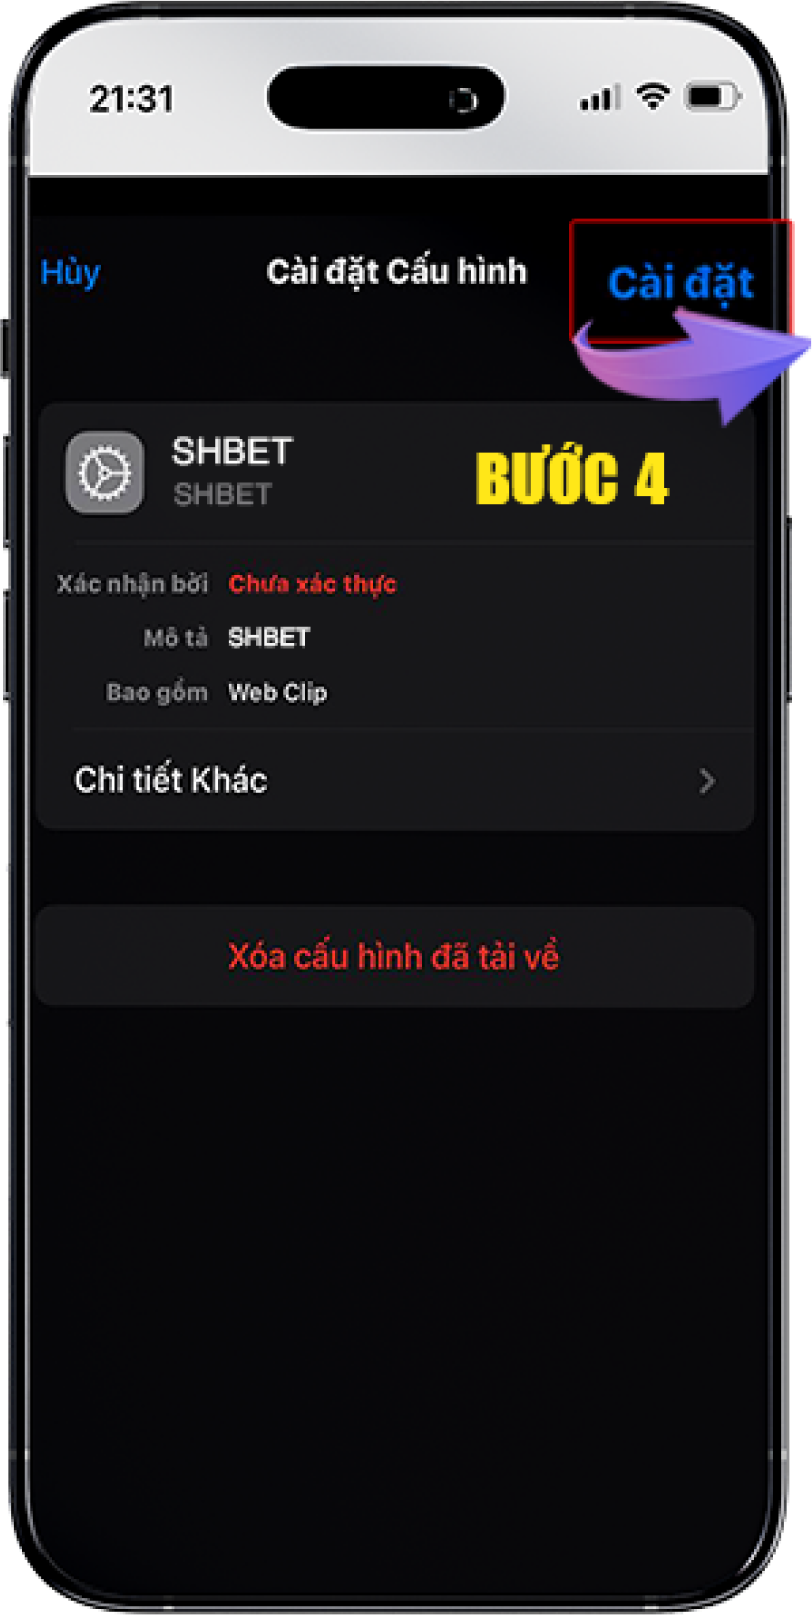 21:31
Hủy
Cài đặt Cấu hình
Cài đặt
SHBET
SHBET
BƯỚC 4
Xác nhận bởi Chưa xác thực
Mô tả SHBET
Bao gồm Web Clip
Chi tiết Khác
Xóa cấu hình đã tải về